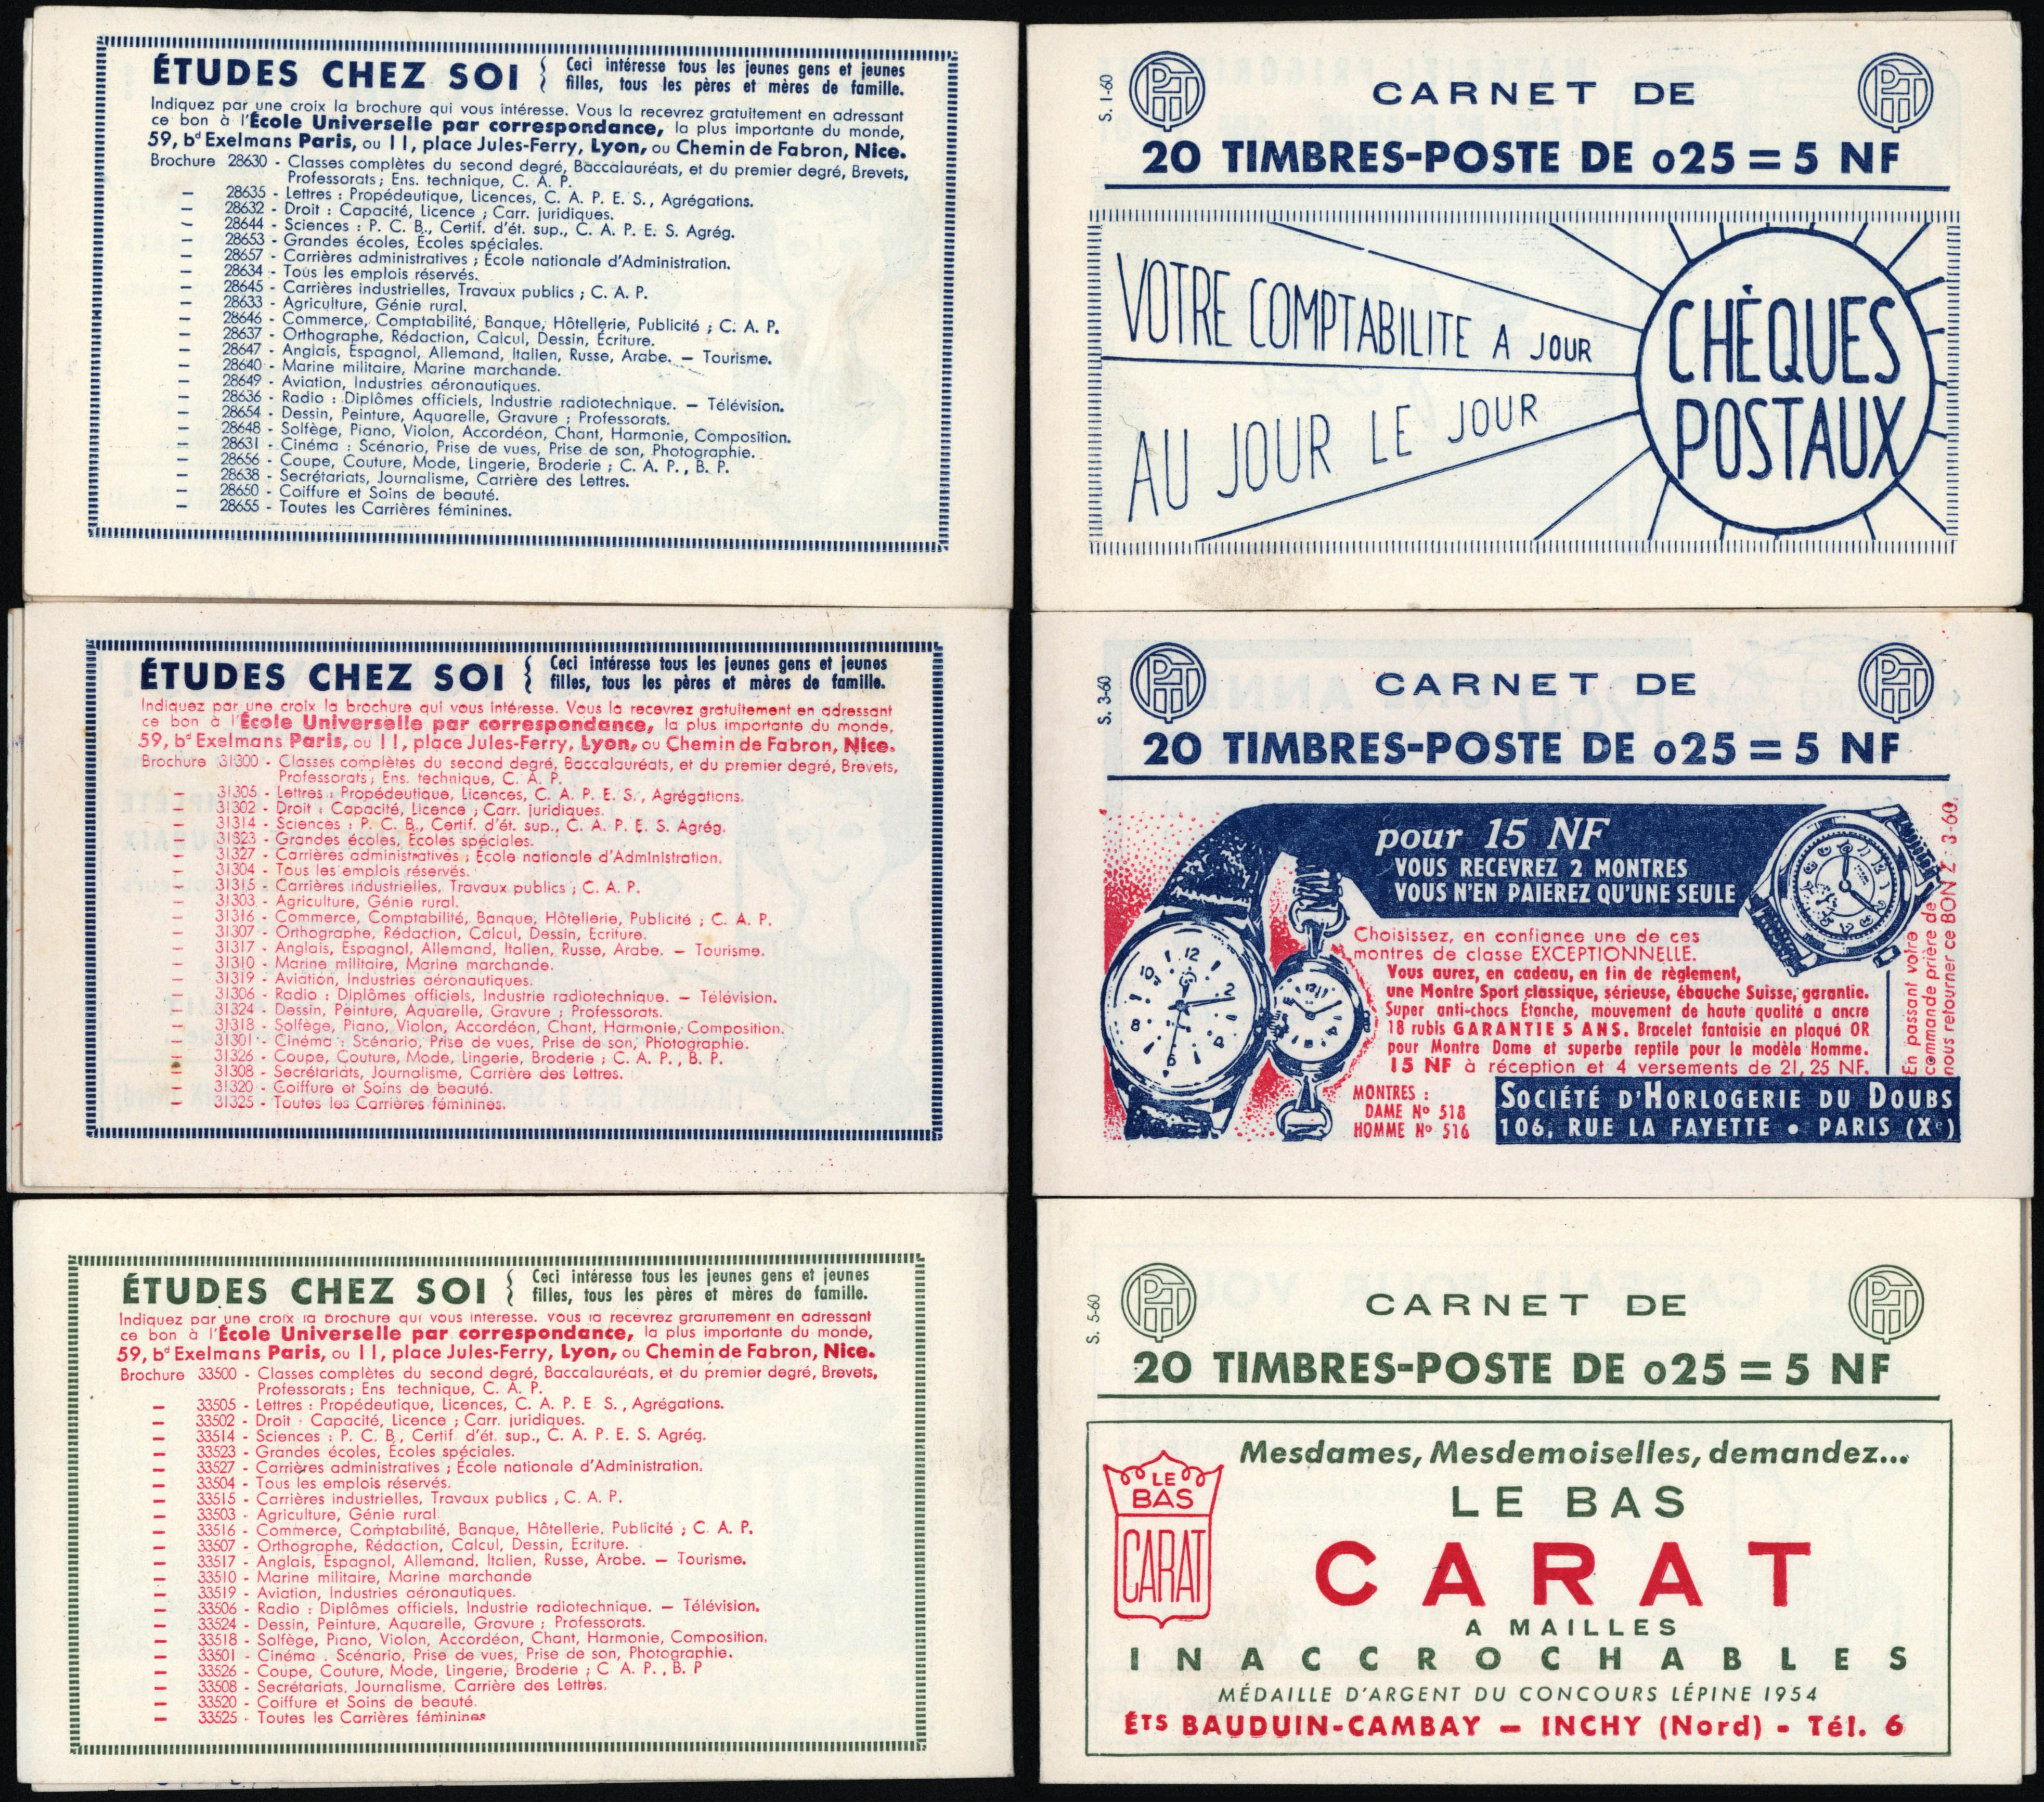 ÉTUDES CHEZ SOI { Ceci intéresse tous les jeunes gens et jeunes
filles, tous les pères et mères de famille.
Indiquez par une croix la brochure qui vous intéresse. Vous la recevrez gratuitement en adressant
ce bon à l'École Universelle par correspondance, la plus importante du monde,
59, bd Exelmans Paris, ou 11, place Jules-Ferry, Lyon, ou Chemin de Fabron, Nice.
Brochure 28630 - Classes complètes du second degré, Baccalauréats, et du premier degré, Brevets,
Professorats ; Ens. technique, C. A. P.
— 28635 - Lettres : Propédeutique, Licences, C. A. P. E. S., Agrégations.
— 28632 - Droit : Capacité, Licence ; Carr. juridiques.
— 28644 - Sciences : P. C. B., Certif. d'ét. sup., C. A. P. E. S. Agrég.
— 28653 - Grandes écoles, Écoles spéciales.
— 28657 - Carrières administratives ; École nationale d'Administration.
— 28634 - Tous les emplois réservés.
— 28645 - Carrières industrielles, Travaux publics ; C. A. P.
— 28633 - Agriculture, Génie rural.
— 28646 - Commerce, Comptabilité, Banque, Hôtellerie, Publicité ; C. A. P.
— 28637 - Orthographe, Rédaction, Calcul, Dessin, Écriture.
— 28647 - Anglais, Espagnol, Allemand, Italien, Russe, Arabe. — Tourisme.
— 28640 - Marine militaire, Marine marchande.
— 28649 - Aviation, Industries aéronautiques.
— 28636 - Radio : Diplômes officiels, Industrie radiotechnique. — Télévision.
— 28654 - Dessin, Peinture, Aquarelle, Gravure ; Professorats.
— 28648 - Solfège, Piano, Violon, Accordéon, Chant, Harmonie, Composition.
— 28631 - Cinéma : Scénario, Prise de vues, Prise de son, Photographie.
— 28656 - Coupe, Couture, Mode, Lingerie, Broderie ; C. A. P., B. P.
— 28638 - Secrétariats, Journalisme, Carrière des Lettres.
— 28650 - Coiffure et Soins de beauté.
— 28655 - Toutes les Carrières féminines.
S. 1-60
PTT
CARNET DE
PTT
20 TIMBRES-POSTE DE 025 = 5 NF
VOTRE COMPTABILITE A JOUR
AU JOUR LE JOUR
CHÈQUES
POSTAUX
ÉTUDES CHEZ SOI { Ceci intéresse tous les jeunes gens et jeunes
filles, tous les pères et mères de famille.
Indiquez par une croix la brochure qui vous intéresse. Vous la recevrez gratuitement en adressant
ce bon à l'École Universelle par correspondance, la plus importante du monde,
59, bd Exelmans Paris, ou 11, place Jules-Ferry, Lyon, ou Chemin de Fabron, Nice.
Brochure 31300 - Classes complètes du second degré, Baccalauréats, et du premier degré, Brevets,
Professorats ; Ens. technique, C. A. P.
— 31305 - Lettres : Propédeutique, Licences, C. A. P. E. S., Agrégations.
— 31302 - Droit : Capacité, Licence ; Carr. juridiques.
— 31314 - Sciences : P. C. B., Certif. d'ét. sup., C. A. P. E. S. Agrég.
— 31323 - Grandes écoles, Écoles spéciales.
— 31327 - Carrières administratives ; École nationale d'Administration.
— 31304 - Tous les emplois réservés.
— 31315 - Carrières industrielles, Travaux publics ; C. A. P.
— 31303 - Agriculture, Génie rural.
— 31316 - Commerce, Comptabilité, Banque, Hôtellerie, Publicité ; C. A. P.
— 31307 - Orthographe, Rédaction, Calcul, Dessin, Ecriture.
— 31317 - Anglais, Espagnol, Allemand, Italien, Russe, Arabe. — Tourisme.
— 31310 - Marine militaire, Marine marchande.
— 31319 - Aviation, Industries aéronautiques.
— 31306 - Radio : Diplômes officiels, Industrie radiotechnique. — Télévision.
— 31324 - Dessin, Peinture, Aquarelle, Gravure ; Professorats.
— 31318 - Solfège, Piano, Violon, Accordéon, Chant, Harmonie, Composition.
— 31301 - Cinéma : Scénario, Prise de vues, Prise de son, Photographie.
— 31326 - Coupe, Couture, Mode, Lingerie, Broderie ; C. A. P., B. P.
— 31308 - Secrétariats, Journalisme, Carrière des Lettres.
— 31320 - Coiffure et Soins de beauté.
— 31325 - Toutes les Carrières féminines.
S. 3-60
PTT
CARNET DE
PTT
20 TIMBRES-POSTE DE 025 = 5 NF
pour 15 NF
VOUS RECEVREZ 2 MONTRES
VOUS N'EN PAIEREZ QU'UNE SEULE
Choisissez, en confiance une de ces
montres de classe EXCEPTIONNELLE.
Vous aurez, en cadeau, en fin de règlement,
une Montre Sport classique, sérieuse, ébauche Suisse, garantie.
Super anti-chocs Étanche, mouvement de haute qualité a ancre
18 rubis GARANTIE 5 ANS. Bracelet fantaisie en plaqué OR
pour Montre Dame et superbe reptile pour le modèle Homme.
15 NF à réception et 4 versements de 21,25 NF.
MONTRES :
DAME No 518
HOMME No 516
SOCIÉTÉ D'HORLOGERIE DU DOUBS
106, RUE LA FAYETTE • PARIS (Xe)
En passant votre
commande prière de
nous retourner ce BON Z : 3-60.
ÉTUDES CHEZ SOI { Ceci intéresse tous les jeunes gens et jeunes
filles, tous les pères et mères de famille.
Indiquez par une croix la brochure qui vous intéresse. Vous la recevrez gratuitement en adressant
ce bon à l'École Universelle par correspondance, la plus importante du monde,
59, bd Exelmans Paris, ou 11, place Jules-Ferry, Lyon, ou Chemin de Fabron, Nice.
Brochure 33500 - Classes complètes du second degré, Baccalauréats, et du premier degré, Brevets,
Professorats ; Ens technique, C. A. P.
— 33505 - Lettres : Propédeutique, Licences, C. A. P. E S., Agrégations.
— 33502 - Droit : Capacité, Licence ; Carr. juridiques.
— 33514 - Sciences : P. C. B., Certif d'ét. sup., C. A. P. E. S. Agrég.
— 33523 - Grandes écoles, Écoles spéciales.
— 33527 - Carrières administratives ; École nationale d'Administration.
— 33504 - Tous les emplois réservés.
— 33515 - Carrières industrielles, Travaux publics ; C. A. P.
— 33503 - Agriculture, Génie rural
— 33516 - Commerce, Comptabilité, Banque, Hôtellerie, Publicité ; C. A. P.
— 33507 - Orthographe, Rédaction, Calcul, Dessin, Ecriture.
— 33517 - Anglais, Espagnol, Allemand, Italien, Russe, Arabe. — Tourisme.
— 33510 - Marine militaire, Marine marchande
— 33519 - Aviation, Industries aéronautiques.
— 33506 - Radio : Diplômes officiels, Industrie radiotechnique. — Télévision.
— 33524 - Dessin, Peinture, Aquarelle, Gravure ; Professorats.
— 33518 - Solfège, Piano, Violon, Accordéon, Chant, Harmonie, Composition.
— 33501 - Cinéma . Scénario, Prise de vues, Prise de son, Photographie.
— 33526 - Coupe, Couture, Mode, Lingerie, Broderie ; C A. P., B. P
— 33508 - Secrétariats, Journalisme, Carrière des Lettres.
— 33520 - Coiffure et Soins de beauté.
— 33525 - Toutes les Carrières féminines
S. 5-60
PTT
CARNET DE
PTT
20 TIMBRES-POSTE DE 025 = 5 NF
Mesdames, Mesdemoiselles, demandez...
LE
BAS
CARAT
LE BAS
CARAT
A MAILLES
INACCROCHABLES
MÉDAILLE D'ARGENT DU CONCOURS LÉPINE 1954
ÉTS BAUDUIN-CAMBAY — INCHY (Nord) - Tél. 6